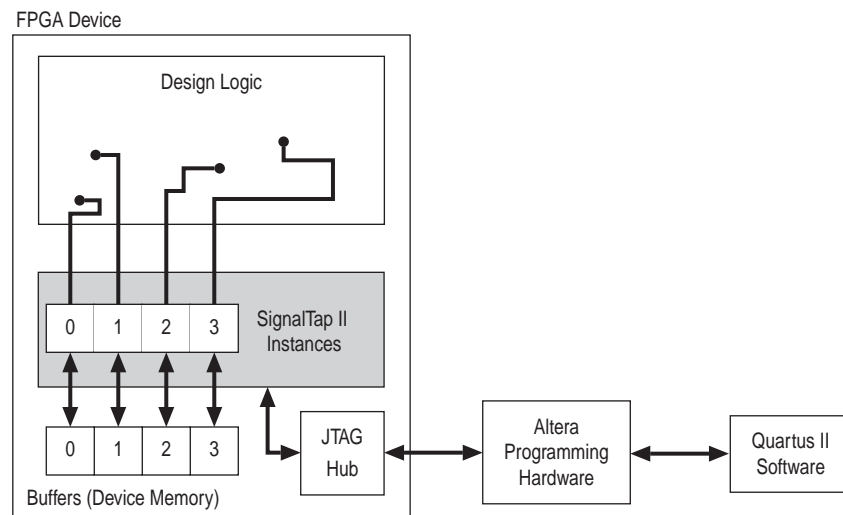 FPGA Device
Design Logic
0 1 2 3
SignalTap II
Instances
0 1 2 3
Buffers (Device Memory)
JTAG
Hub
Altera
Programming
Hardware
Quartus II
Software